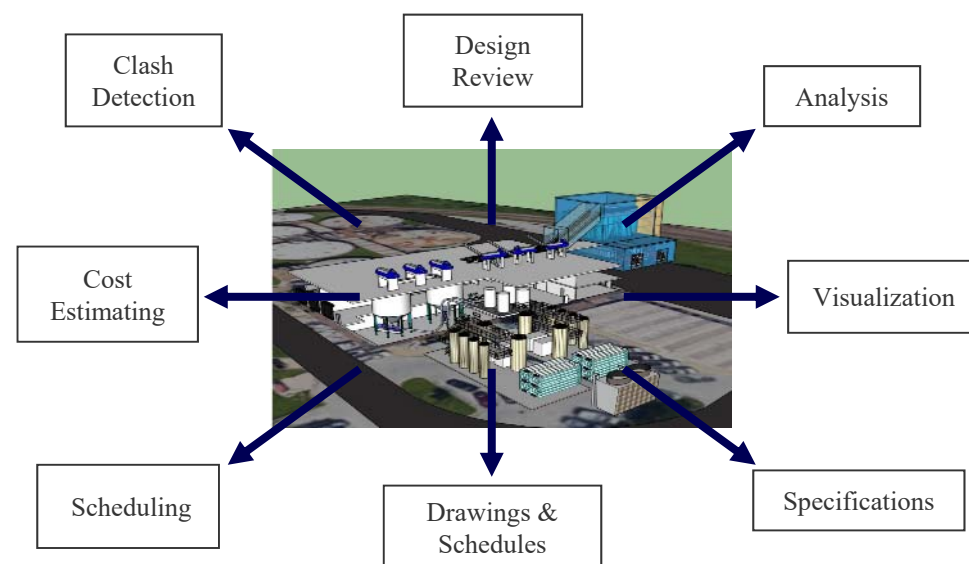 Design
Review
Clash
Detection
Analysis
Cost
Estimating
Visualization
Scheduling
Drawings &
Schedules
Specifications